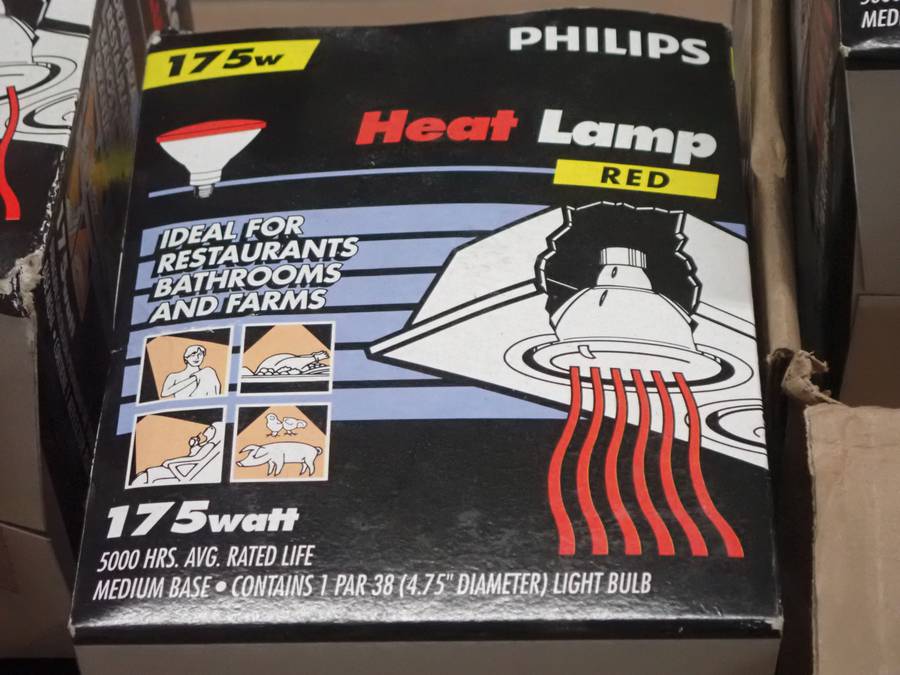 175w
PHILIPS
Heat Lamp
RED
IDEAL FOR
RESTAURANTS
BATHROOMS
AND FARMS
175watt
5000 HRS. AVG. RATED LIFE
MEDIUM BASE • CONTAINS 1 PAR 38 (4.75" DIAMETER) LIGHT BULB
MED